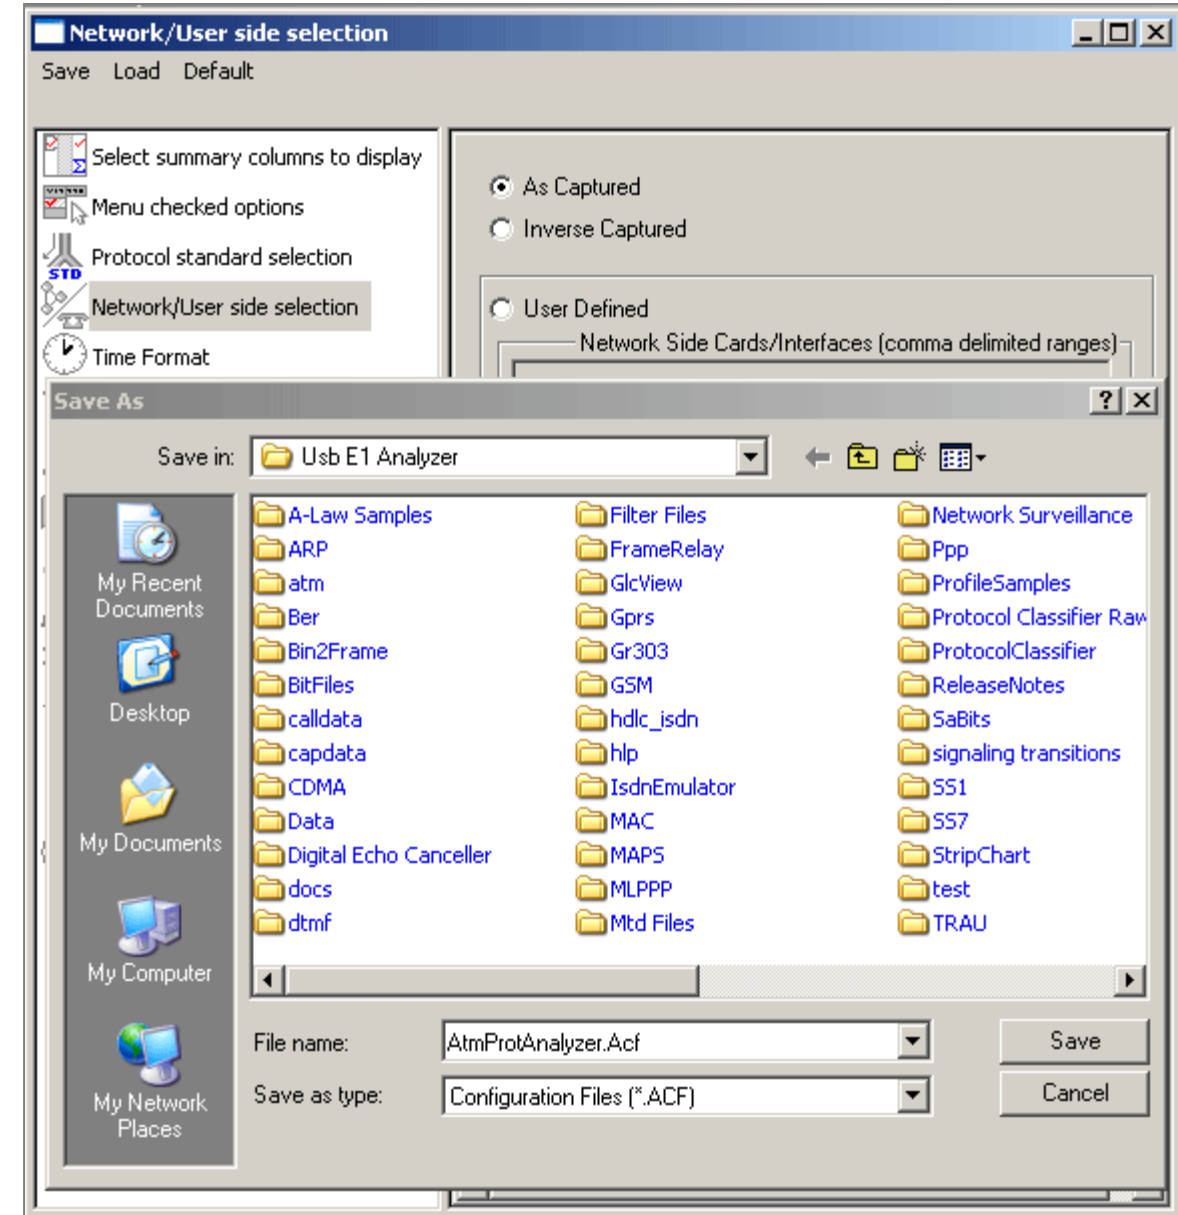 Network/User side selection
Save Load Default
Select summary columns to display
Menu checked options
STD
Protocol standard selection
Network/User side selection
Time Format
As Captured
Inverse Captured
User Defined
Network Side Cards/Interfaces (comma delimited ranges)
Save As
Save in:
Usb E1 Analyzer
My Recent
Documents
Desktop
My Documents
My Computer
My Network
Places
A-Law Samples
ARP
atm
Ber
Bin2Frame
BitFiles
calldata
capdata
CDMA
Data
Digital Echo Canceller
docs
dtmf
Filter Files
FrameRelay
GlcView
Gprs
Gr303
GSM
hdlc_isdn
hlp
IsdnEmulator
MAC
MAPS
MLPPP
Mtd Files
Network Surveillance
Ppp
ProfileSamples
Protocol Classifier Raw
ProtocolClassifier
ReleaseNotes
SaBits
signaling transitions
SS1
SS7
StripChart
test
TRAU
File name:
AtmProtAnalyzer.Acf
Save
Save as type:
Configuration Files (*.ACF)
Cancel